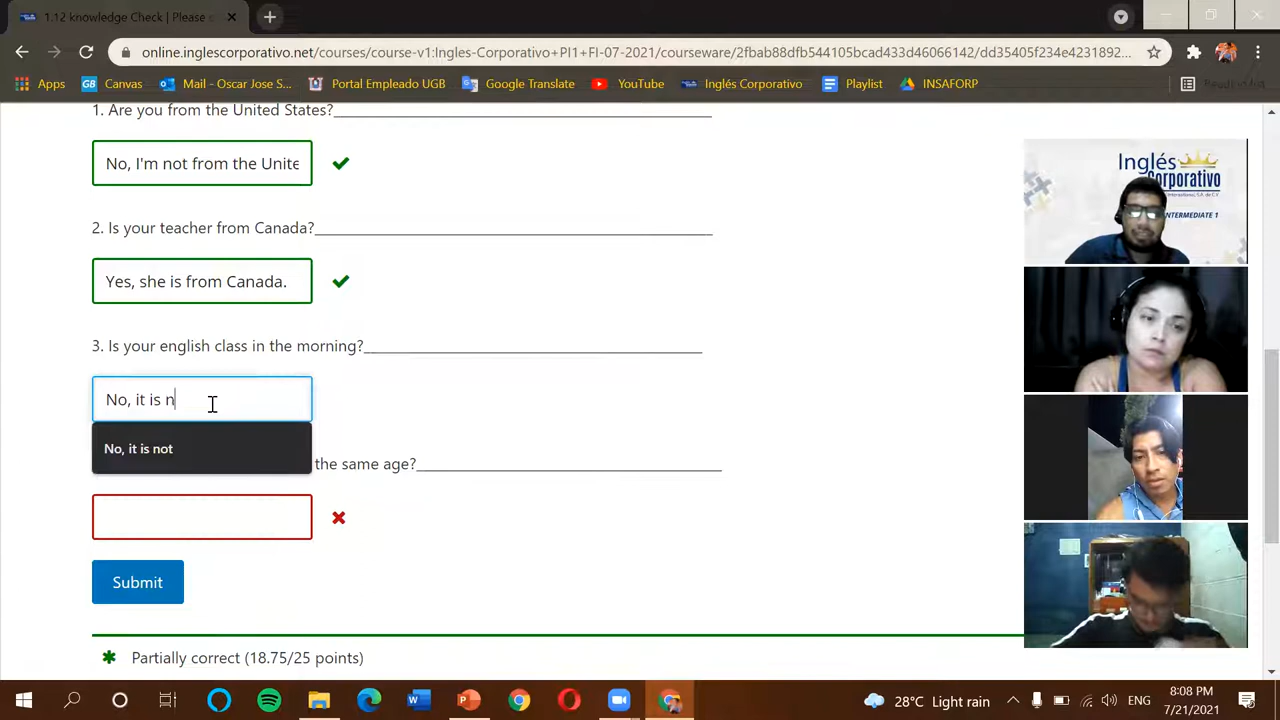 1.12 knowledge Check | Please c
online.inglescorporativo.net/courses/course-v1:Ingles-Corporativo+PI1+FI-07-2021/courseware/2fbab88dfb544105bcad433d46066142/dd35405f234e4231892...
Apps
Canvas
Mail - Oscar Jose S...
Portal Empleado UGB
Google Translate
YouTube
Inglés Corporativo
Playlist
INSAFORP
1. Are you from the United States?
No, I'm not from the Unite
2. Is your teacher from Canada?
Yes, she is from Canada.
3. Is your english class in the morning?
No, it is n
No, it is not
the same age?
Submit
Partially correct (18.75/25 points)
Inglés
Corporativo
INTERMEDIATE 1
28°C Light rain
ENG
8:08 PM
7/21/2021